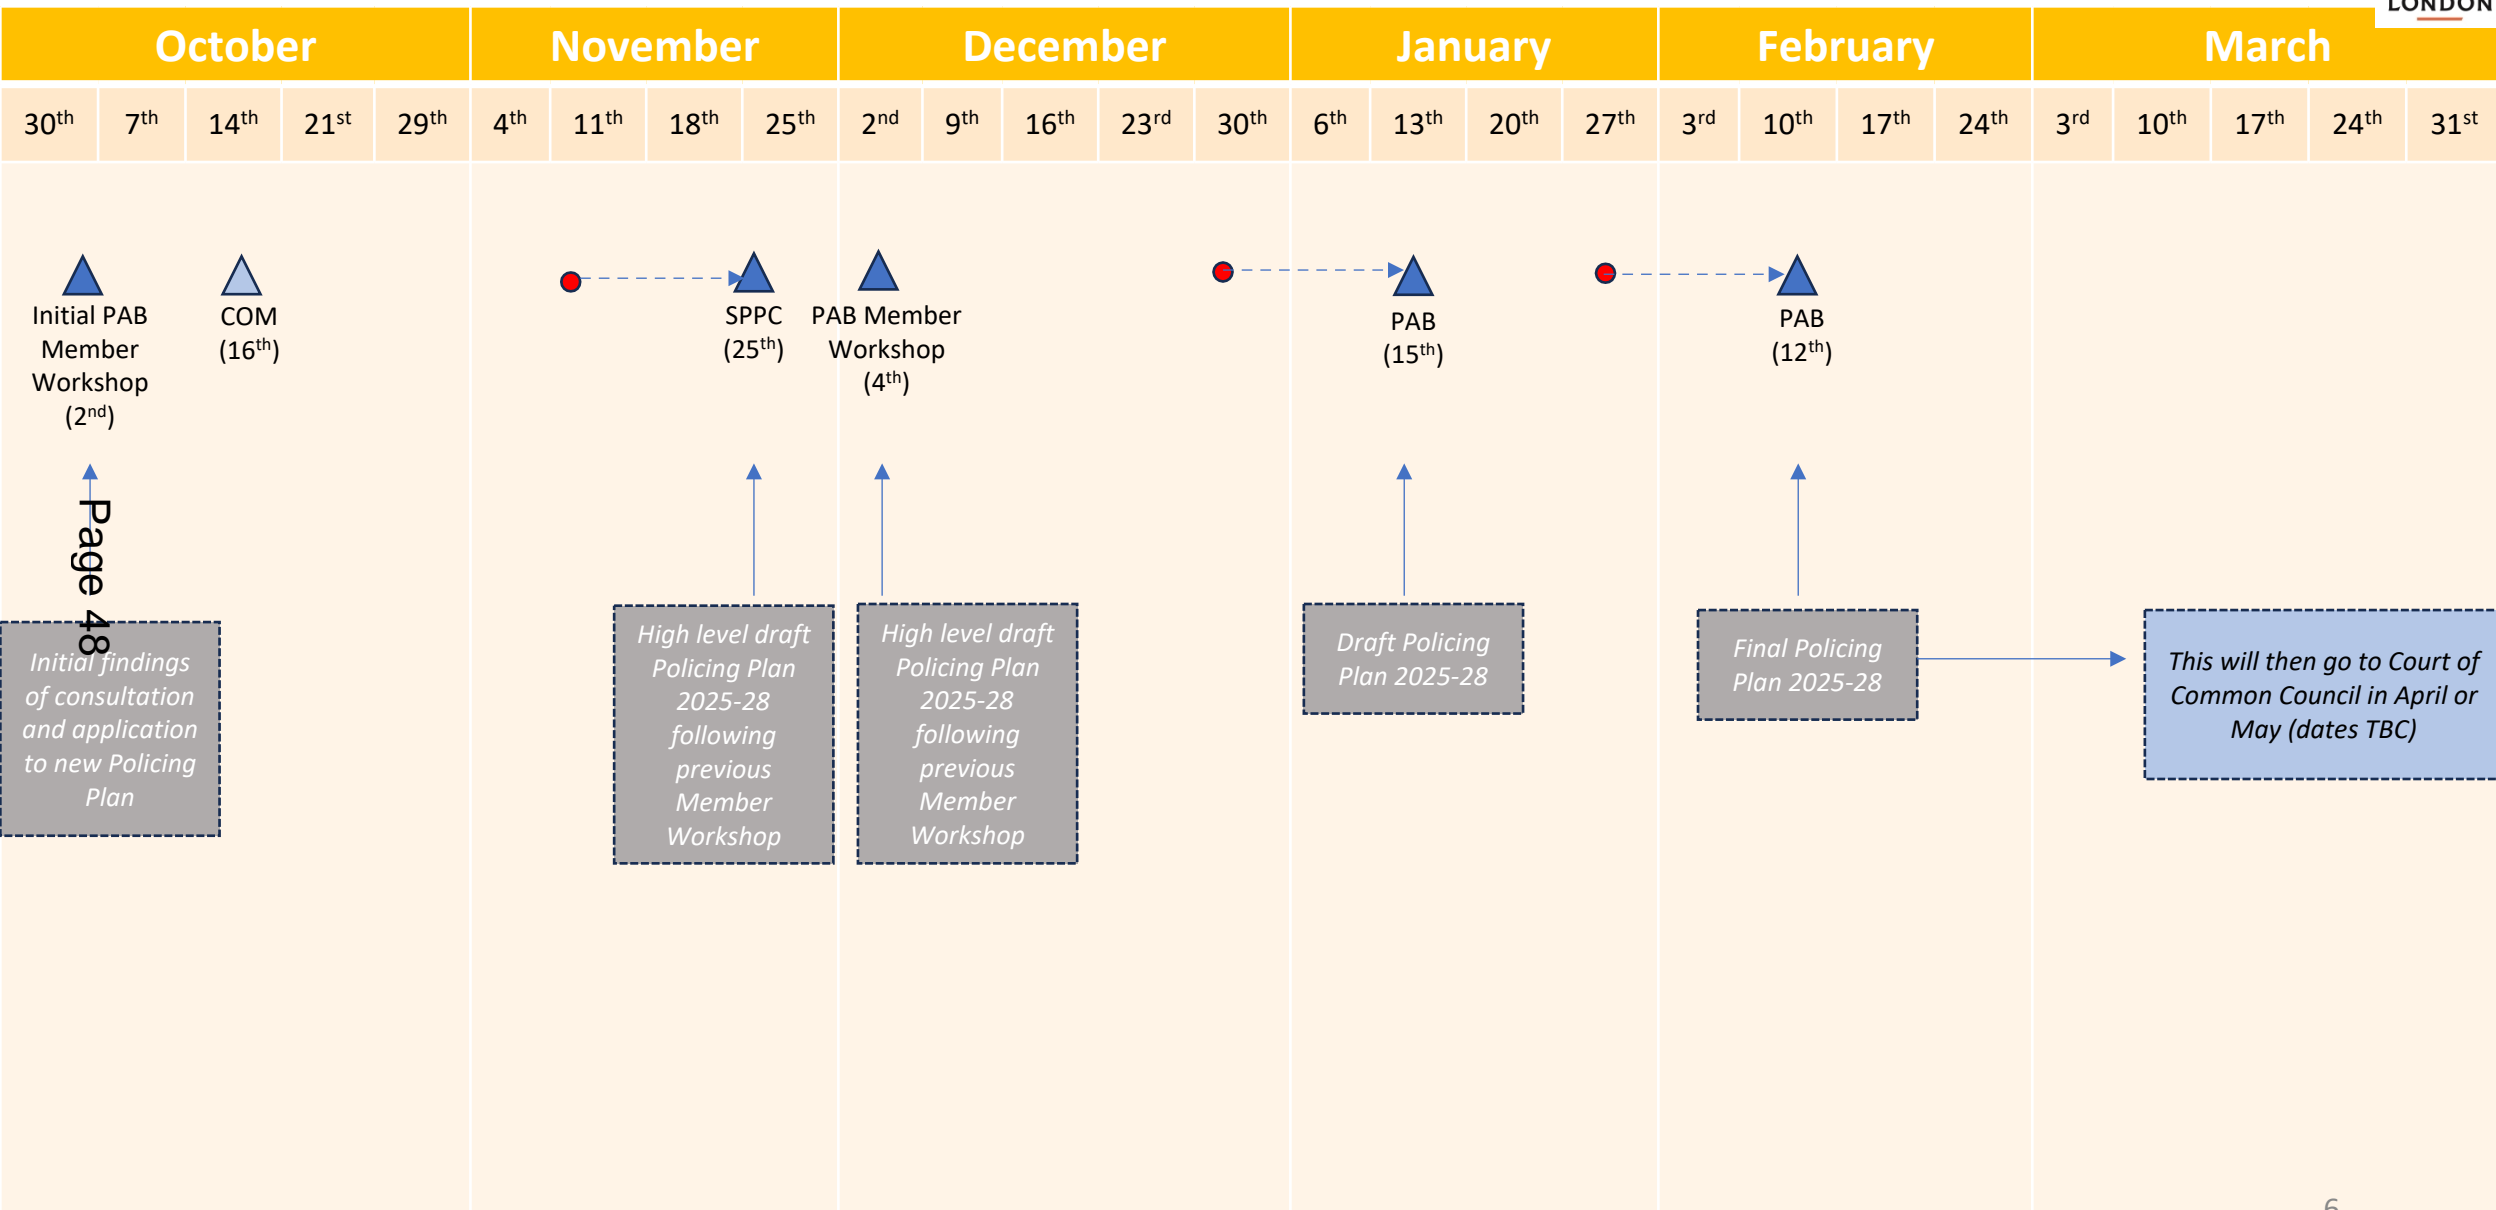 LONDON
October November December January February March
30th 7th 14th 21st 29th 4th 11th 18th 25th 2nd 9th 16th 23rd 30th 6th 13th 20th 27th 3rd 10th 17th 24th 3rd 10th 17th 24th 31st
Initial PAB
Member
Workshop
(2nd)
COM
(16th)
SPPC
(25th)
PAB Member
Workshop
(4th)
PAB
(15th)
PAB
(12th)
Page 48
Initial findings
of consultation
and application
to new Policing
Plan
High level draft
Policing Plan
2025-28
following
previous
Member
Workshop
High level draft
Policing Plan
2025-28
following
previous
Member
Workshop
Draft Policing
Plan 2025-28
Final Policing
Plan 2025-28
This will then go to Court of
Common Council in April or
May (dates TBC)
6